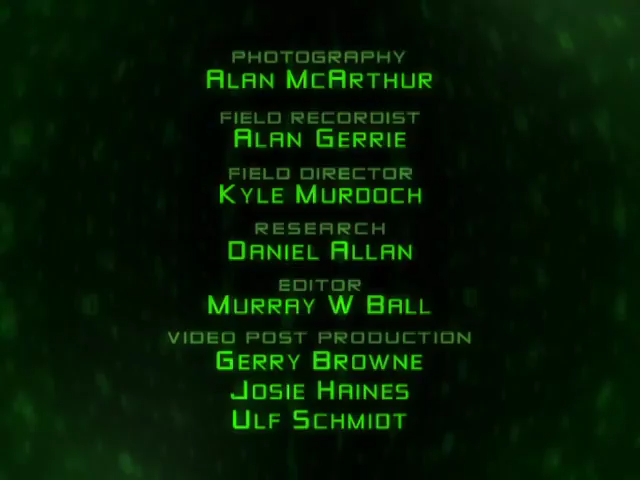 PHOTOGRAPHY
ALAN MCARTHUR
FIELD RECORDIST
ALAN GERRIE
FIELD DIRECTOR
KYLE MURDOCH
RESEARCH
DANIEL ALLAN
EDITOR
MURRAY W BALL
VIDEO POST PRODUCTION
GERRY BROWNE
JOSIE HAINES
ULF SCHMIDT